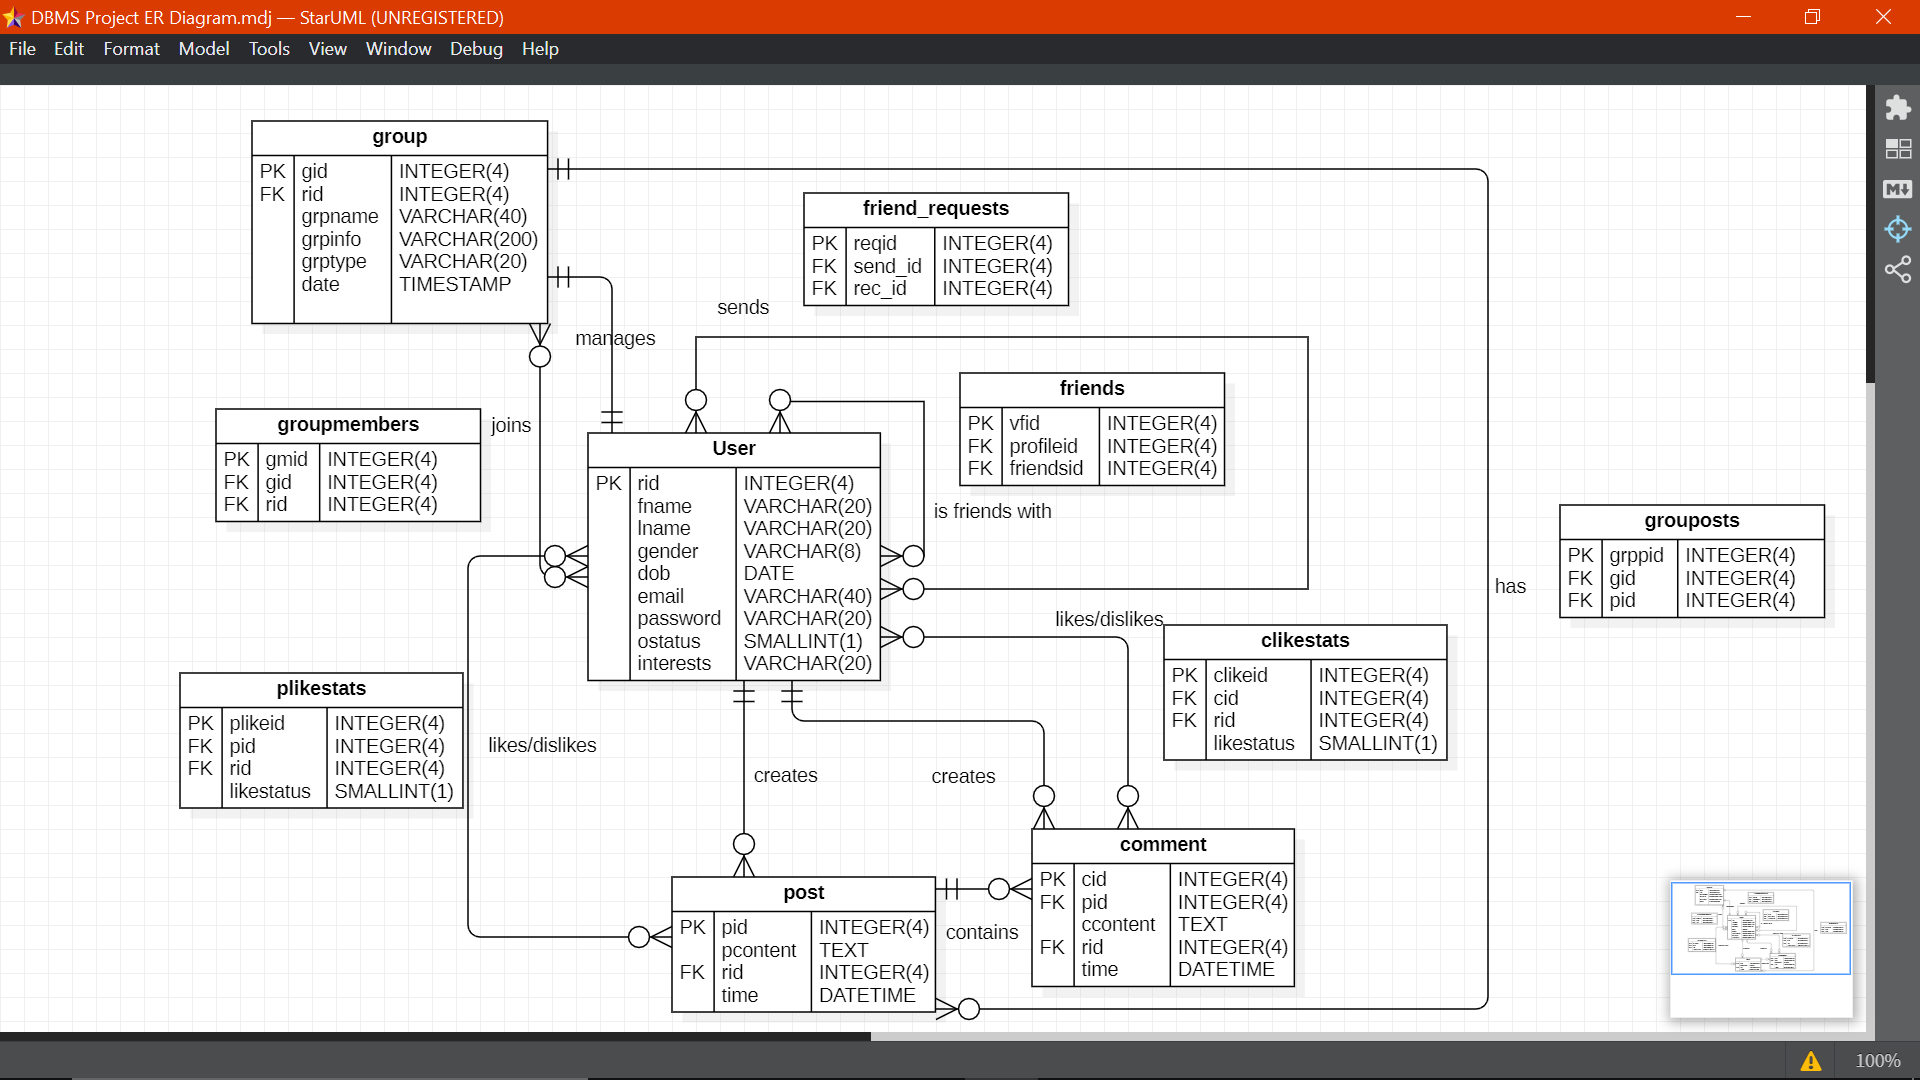 DBMS Project ER Diagram.mdj — StarUML (UNREGISTERED)
File Edit Format Model Tools View Window Debug Help
group
PK gid INTEGER(4)
FK rid INTEGER(4)
grpname VARCHAR(40)
grpinfo VARCHAR(200)
grptype VARCHAR(20)
date TIMESTAMP
friend_requests
PK reqid INTEGER(4)
FK send_id INTEGER(4)
FK rec_id INTEGER(4)
sends
manages
friends
PK vfid INTEGER(4)
FK profileid INTEGER(4)
FK friendsid INTEGER(4)
groupmembers
PK gmid INTEGER(4)
FK gid INTEGER(4)
FK rid INTEGER(4)
joins
User
PK rid INTEGER(4)
fname VARCHAR(20)
lname VARCHAR(20)
gender VARCHAR(8)
dob DATE
email VARCHAR(40)
password VARCHAR(20)
ostatus SMALLINT(1)
interests VARCHAR(20)
is friends with
grouposts
PK grppid INTEGER(4)
FK gid INTEGER(4)
FK pid INTEGER(4)
has
likes/dislikes
clikestats
PK clikeid INTEGER(4)
FK cid INTEGER(4)
FK rid INTEGER(4)
likestatus SMALLINT(1)
plikestats
PK plikeid INTEGER(4)
FK pid INTEGER(4)
FK rid INTEGER(4)
likestatus SMALLINT(1)
likes/dislikes
creates
creates
comment
PK cid INTEGER(4)
FK pid INTEGER(4)
ccontent TEXT
FK rid INTEGER(4)
time DATETIME
post
PK pid INTEGER(4)
pcontent TEXT
FK rid INTEGER(4)
time DATETIME
contains
M
100%